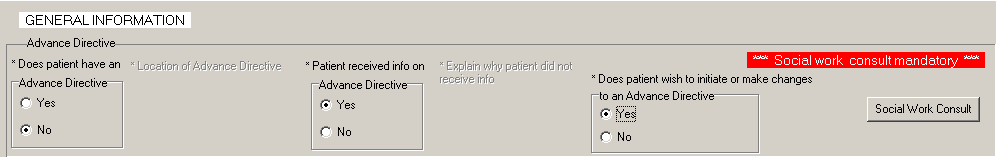 GENERAL INFORMATION
Advance Directive
* Does patient have an
Advance Directive
Yes
No
* Location of Advance Directive
* Patient received info on
Advance Directive
Yes
No
* Explain why patient did not
receive info
*** Social work consult mandatory ***
* Does patient wish to initiate or make changes
to an Advance Directive
Yes
No
Social Work Consult